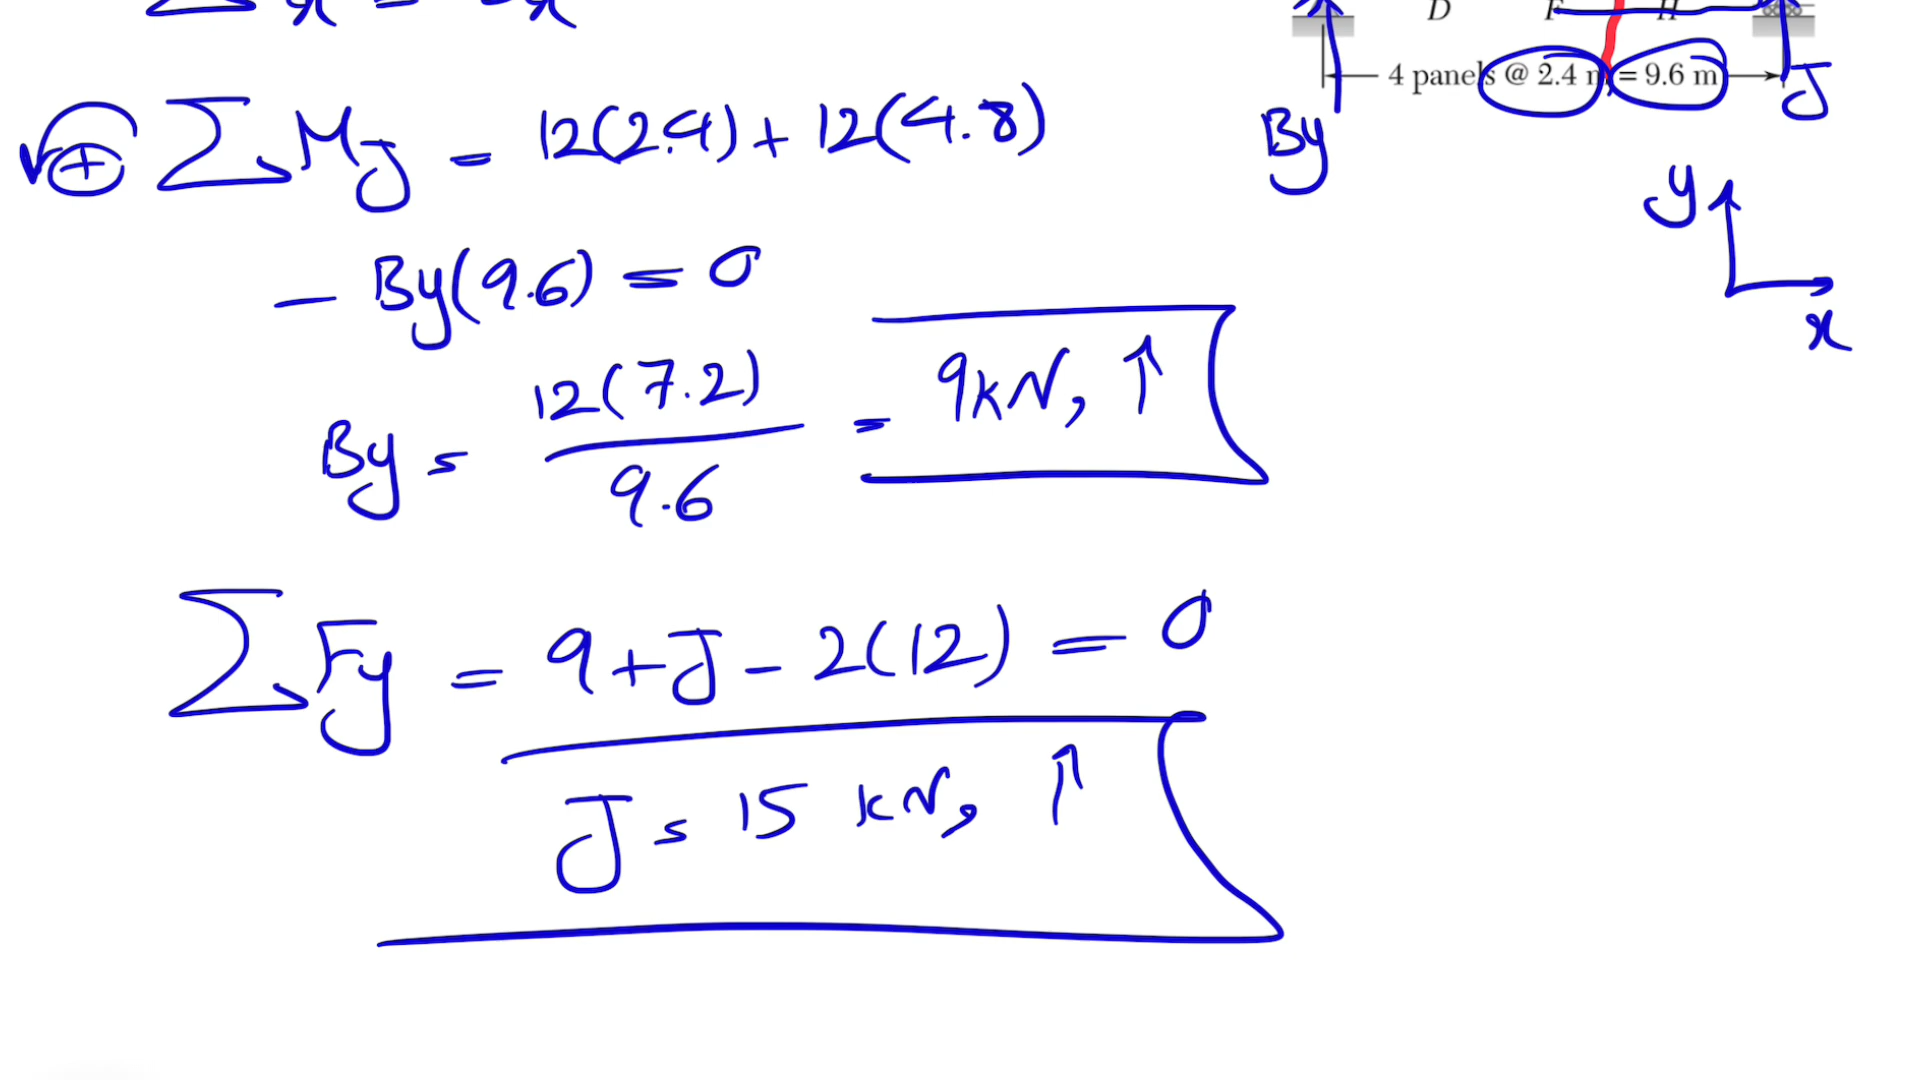 D F H
4 panels @ 2.4 m = 9.6 m
J
By
y
x
+ ΣM_J = 12(2.4) + 12(4.8)
- By(9.6) = 0
By = 12(7.2) / 9.6 = 9kN, ↑
ΣFy = 9 + J - 2(12) = 0
J = 15 kN, ↑